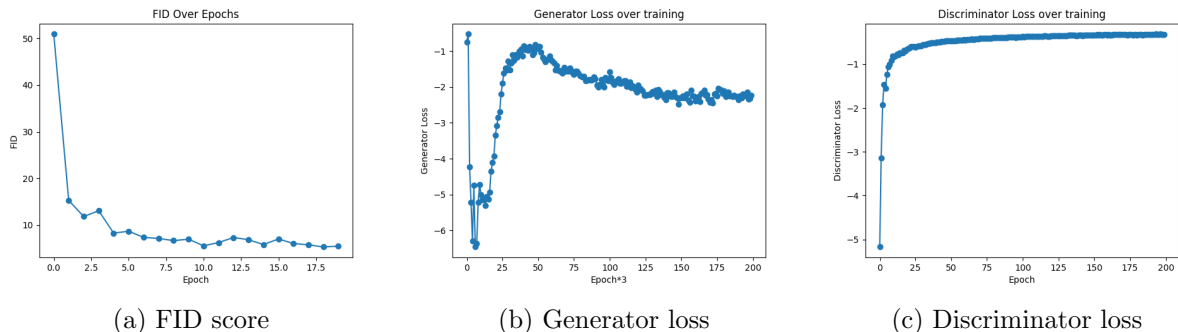 FID Over Epochs
50
40
30
20
10
FID
0.0 2.5 5.0 7.5 10.0 12.5 15.0 17.5
Epoch
(a) FID score
Generator Loss over training
−1
−2
−3
−4
−5
−6
Generator Loss
0 25 50 75 100 125 150 175 200
Epoch*3
(b) Generator loss
Discriminator Loss over training
−1
−2
−3
−4
−5
Discriminator Loss
0 25 50 75 100 125 150 175 200
Epoch
(c) Discriminator loss